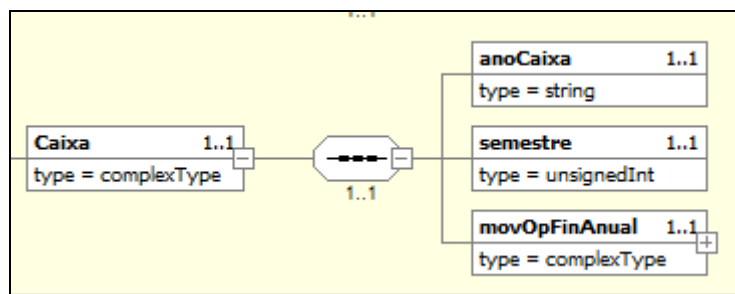 1..1
anoCaixa 1..1
type = string
Caixa 1..1
type = complexType
1..1
semestre 1..1
type = unsignedInt
movOpFinAnual 1..1
type = complexType